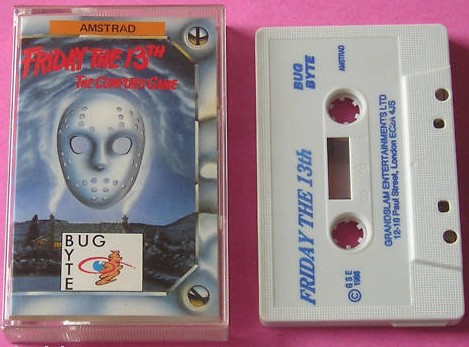 AMSTRAD
FRIDAY THE 13TH
THE COMPUTER GAME
BUG
BYTE
BUG
BYTE
AMSTRAD
FRIDAY THE 13th
GRANDSLAM ENTERTAINMENTS LTD
12-18 Paul Street, London EC2A 4JS
© G.S.E
1986